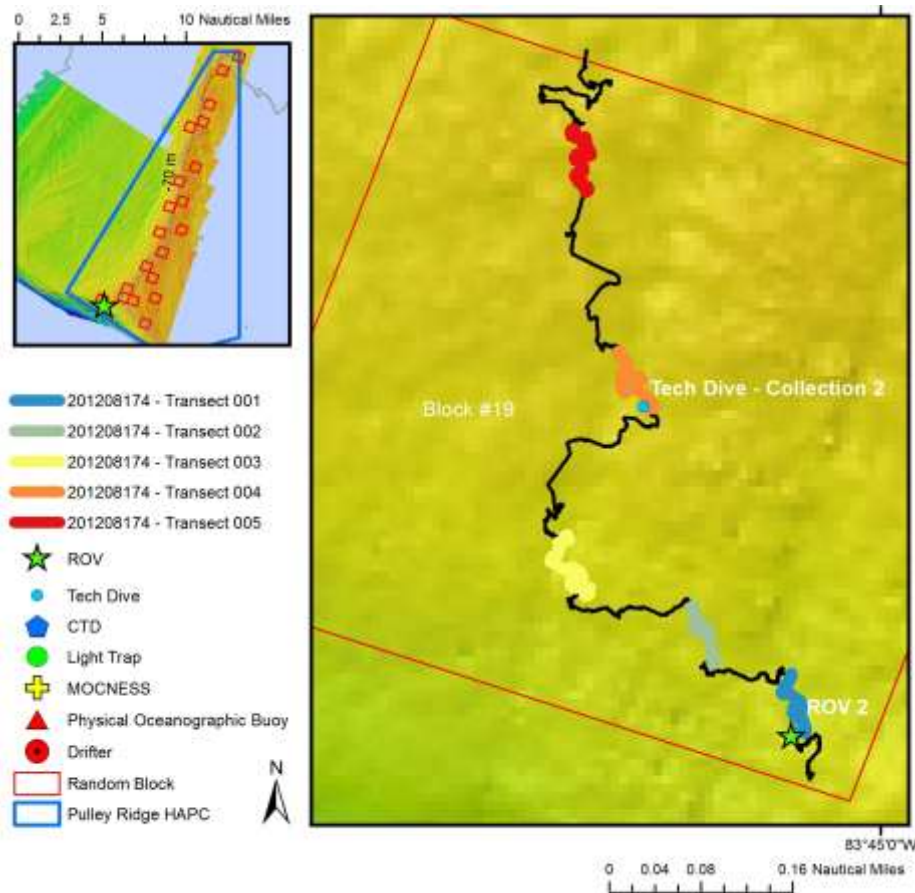 0 2.5 5 10 Nautical Miles
-70 m
201208174 - Transect 001
201208174 - Transect 002
201208174 - Transect 003
201208174 - Transect 004
201208174 - Transect 005
ROV
Tech Dive
CTD
Light Trap
MOCNESS
Physical Oceanographic Buoy
Drifter
Random Block
Pulley Ridge HAPC
N
Tech Dive - Collection 2
Block #19
ROV 2
83°45'0"W
0 0.04 0.08 0.16 Nautical Miles